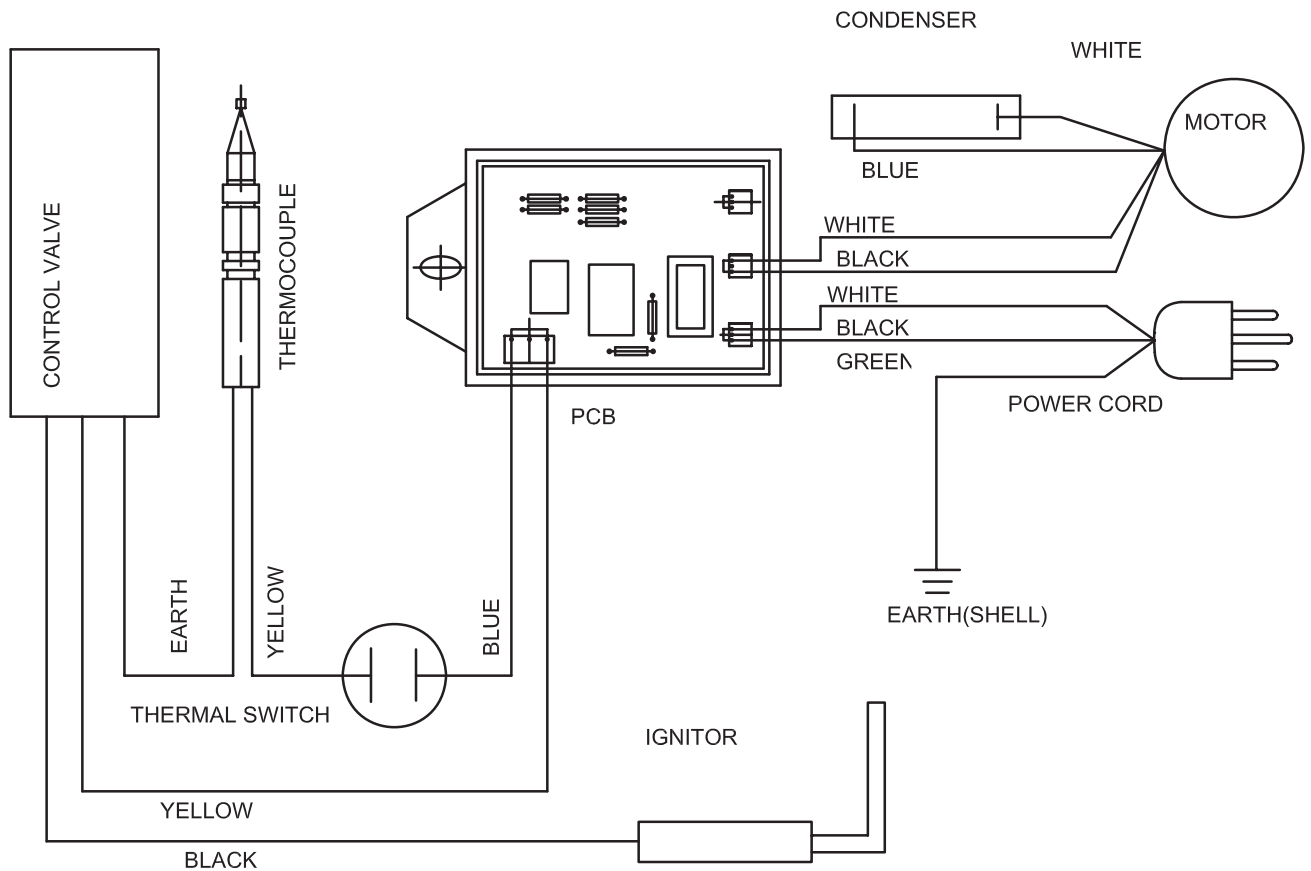 CONDENSER
WHITE
MOTOR
BLUE
CONTROL VALVE
THERMOCOUPLE
WHITE
BLACK
WHITE
BLACK
GREEN
POWER CORD
PCB
EARTH
YELLOW
BLUE
EARTH(SHELL)
THERMAL SWITCH
IGNITOR
YELLOW
BLACK